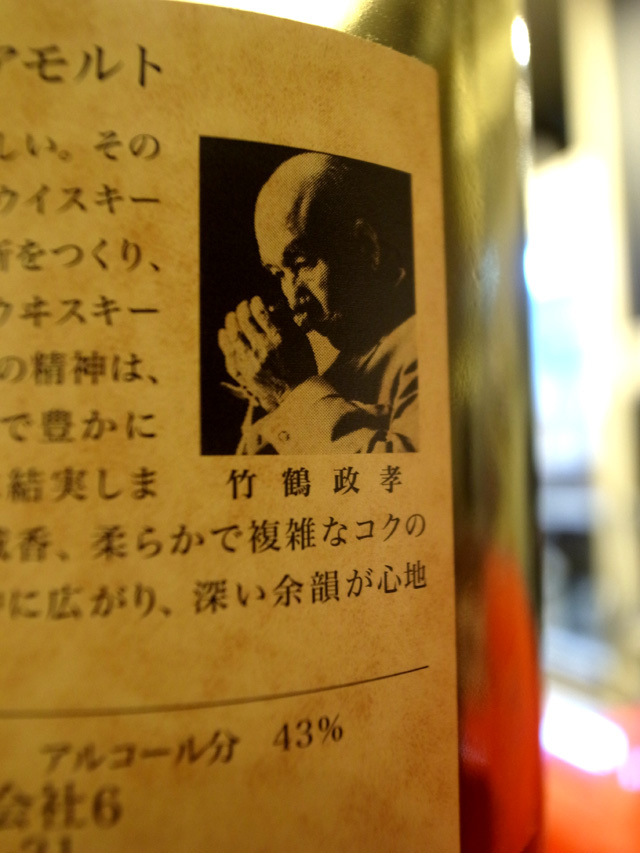 アモルト
しい。その
ウイスキー
所をつくり、
ウヰスキー
の精神は、
で豊かに
結実しま
竹鶴政孝
香、柔らかで複雑なコクの
に広がり、深い余韻が心地
アルコール分 43%
会社6